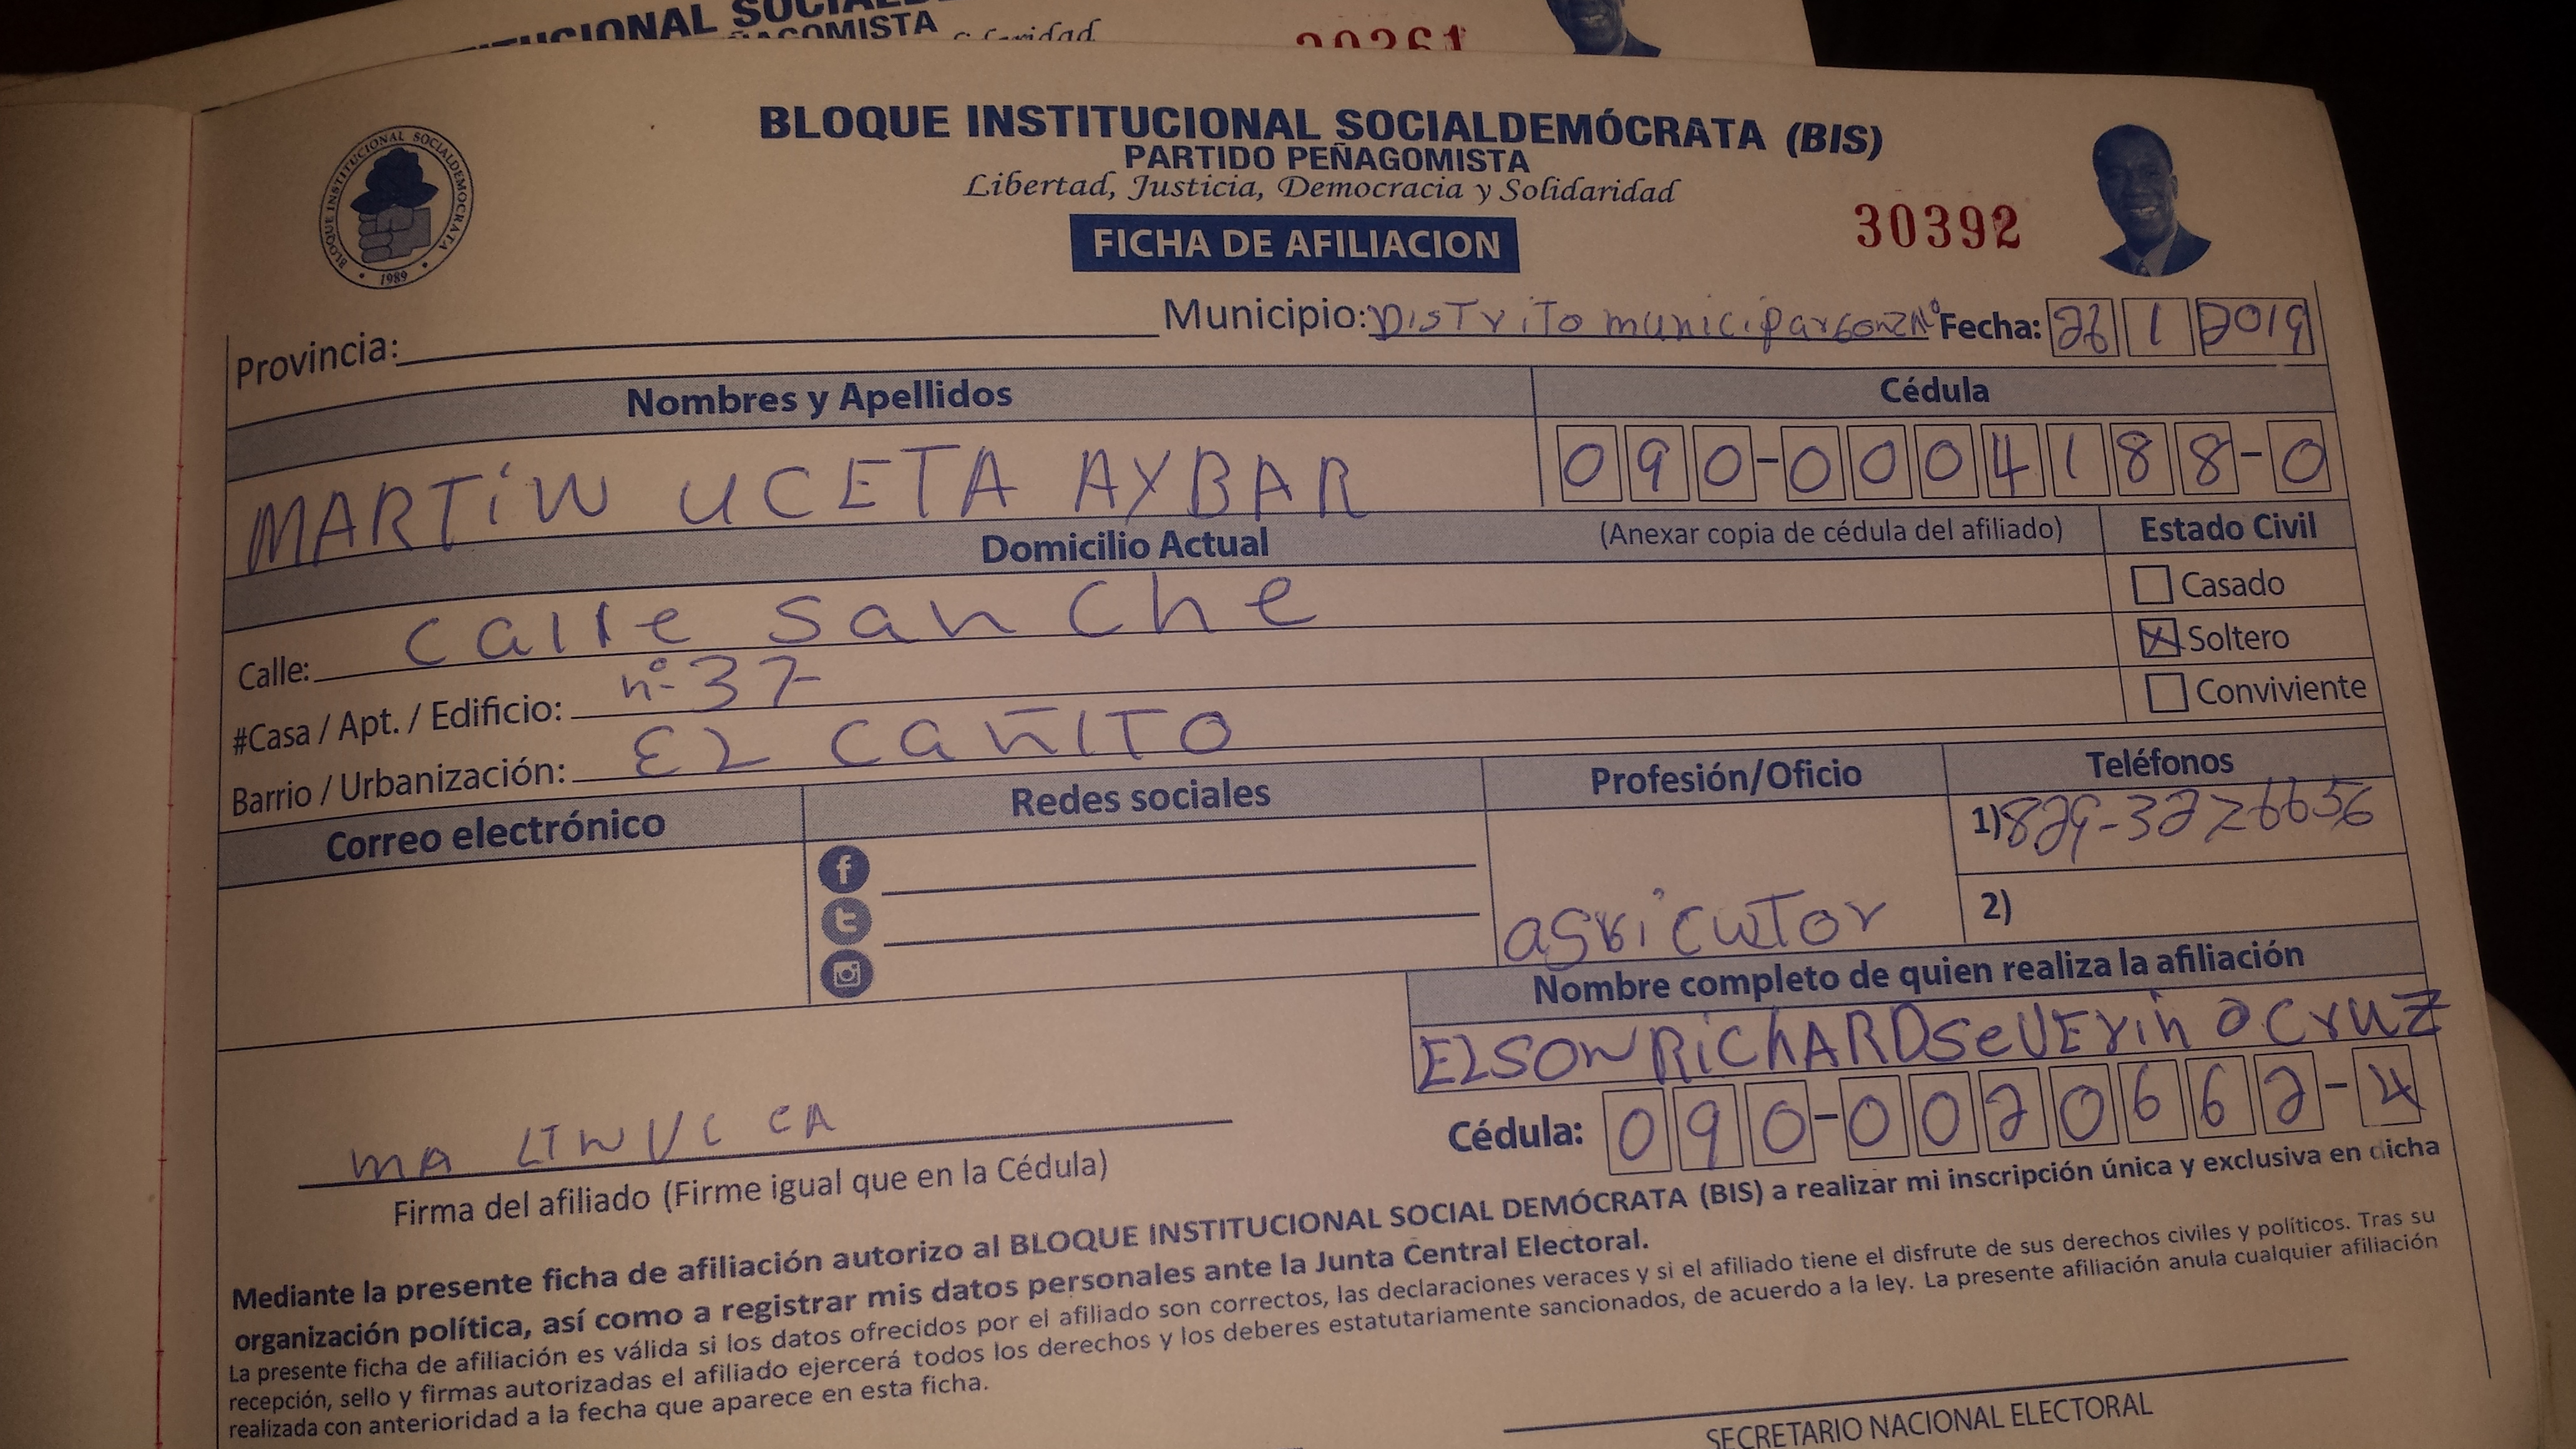 BLOQUE INSTITUCIONAL SOCIALDEMÓCRATA (BIS)
PARTIDO PEÑAGOMISTA
Libertad, Justicia, Democracia y Solidaridad
FICHA DE AFILIACION
30392
BLOQUE INSTITUCIONAL SOCIALDEMOCRATA
1989
Provincia: Municipio: DISTriTo municipar Fecha: 26 1 2019
Nombres y Apellidos Cédula
MARTiN UCETA AYBAR 090-0004188-0
Domicilio Actual (Anexar copia de cédula del afiliado) Estado Civil
Calle: calle sanche Casado
#Casa / Apt. / Edificio: nº 37 Soltero
Barrio / Urbanización: EL CAÑITO Conviviente
Correo electrónico Redes sociales Profesión/Oficio Teléfonos
1) 829-3276656
agricutor 2)
Nombre completo de quien realiza la afiliación
ELSON RichARD seVErino Cruz
Cédula: 090-0020662-4
Firma del afiliado (Firme igual que en la Cédula)
Mediante la presente ficha de afiliación autorizo al BLOQUE INSTITUCIONAL SOCIAL DEMÓCRATA (BIS) a realizar mi inscripción única y exclusiva en dicha
organización política, así como a registrar mis datos personales ante la Junta Central Electoral.
La presente ficha de afiliación es válida si los datos ofrecidos por el afiliado son correctos, las declaraciones veraces y si el afiliado tiene el disfrute de sus derechos civiles y políticos. Tras su
recepción, sello y firmas autorizadas el afiliado ejercerá todos los derechos y los deberes estatutariamente sancionados, de acuerdo a la ley. La presente afiliación anula cualquier afiliación
realizada con anterioridad a la fecha que aparece en esta ficha.
SECRETARIO NACIONAL ELECTORAL